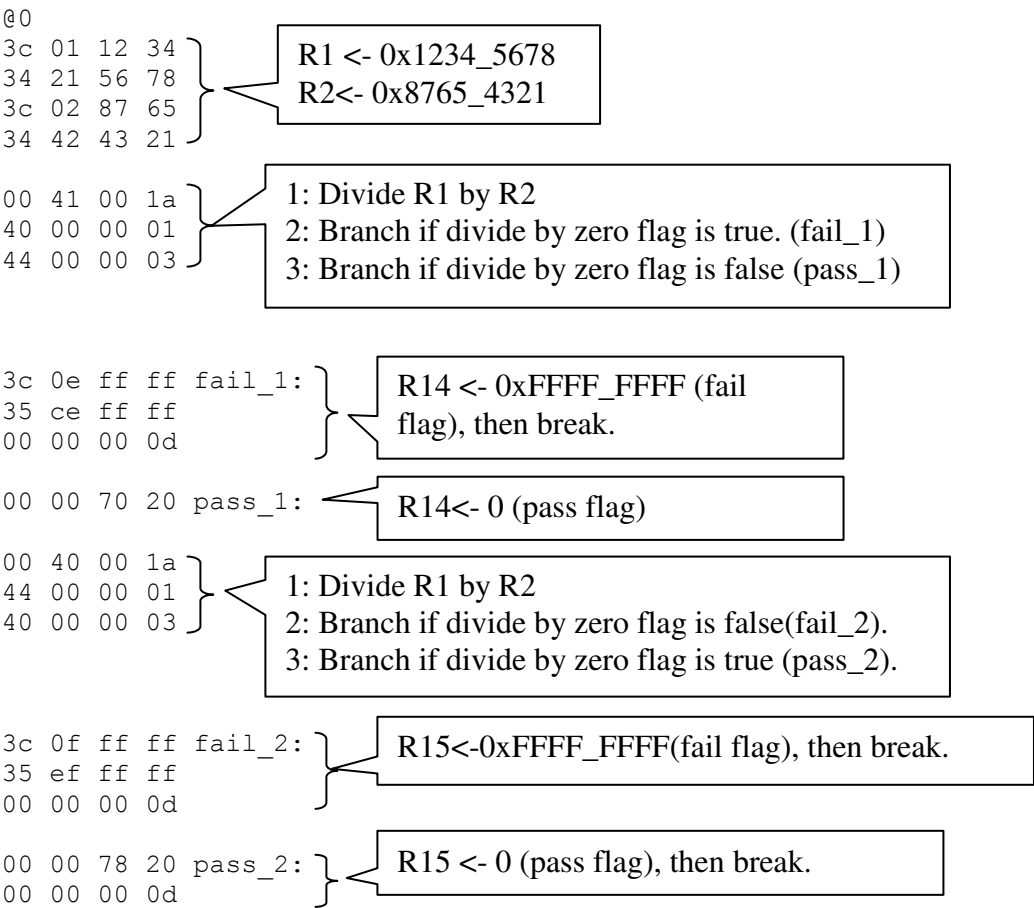 @0
3c 01 12 34
34 21 56 78
3c 02 87 65
34 42 43 21
R1 <- 0x1234_5678
R2<- 0x8765_4321
00 41 00 1a
40 00 00 01
44 00 00 03
1: Divide R1 by R2
2: Branch if divide by zero flag is true. (fail_1)
3: Branch if divide by zero flag is false (pass_1)
3c 0e ff ff fail_1:
35 ce ff ff
00 00 00 0d
R14 <- 0xFFFF_FFFF (fail
flag), then break.
00 00 70 20 pass_1:
R14<- 0 (pass flag)
00 40 00 1a
44 00 00 01
40 00 00 03
1: Divide R1 by R2
2: Branch if divide by zero flag is false(fail_2).
3: Branch if divide by zero flag is true (pass_2).
3c 0f ff ff fail_2:
35 ef ff ff
00 00 00 0d
R15<-0xFFFF_FFFF(fail flag), then break.
00 00 78 20 pass_2:
00 00 00 0d
R15 <- 0 (pass flag), then break.